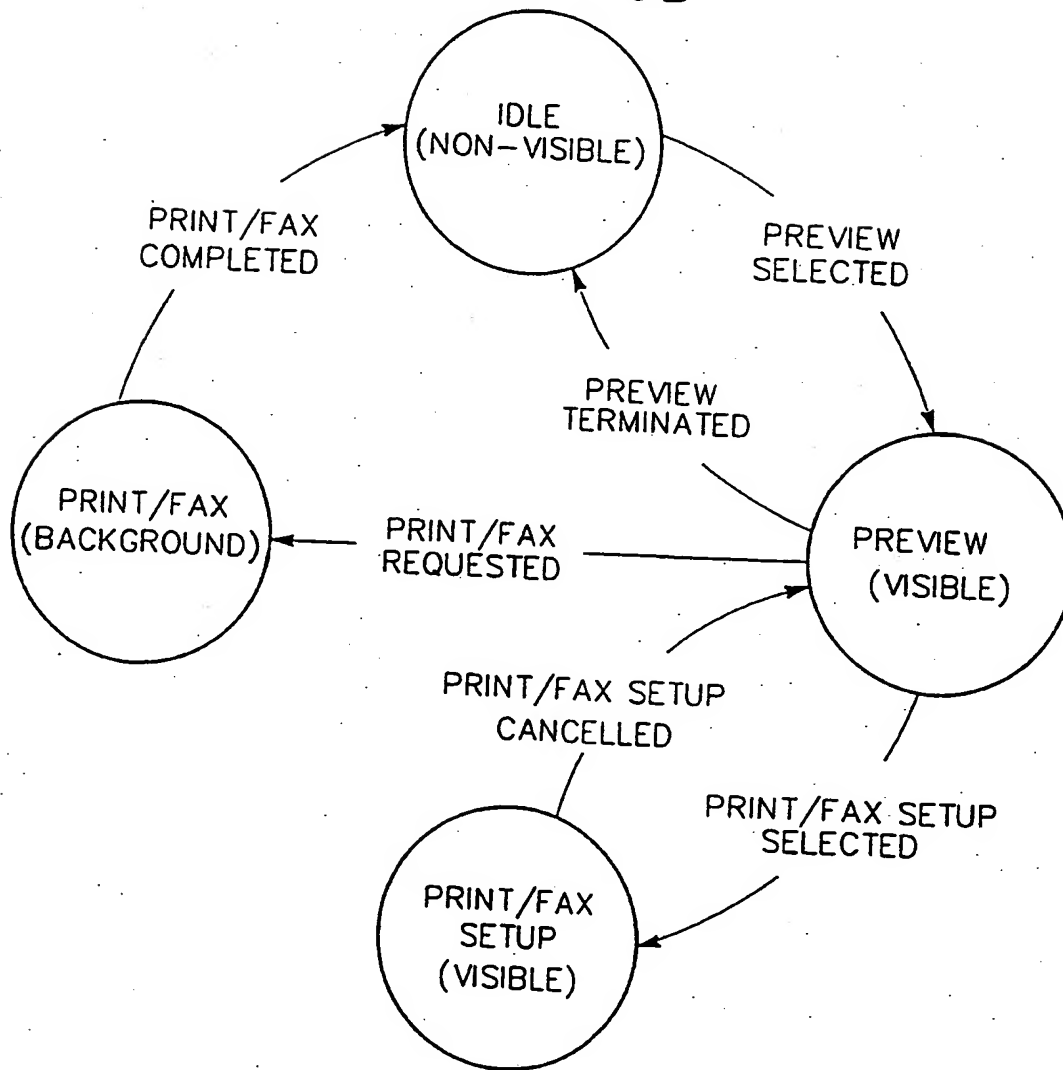 IDLE
(NON-VISIBLE)
PRINT/FAX
COMPLETED
PREVIEW
SELECTED
PREVIEW
TERMINATED
PRINT/FAX
(BACKGROUND)
PRINT/FAX
REQUESTED
PREVIEW
(VISIBLE)
PRINT/FAX SETUP
CANCELLED
PRINT/FAX SETUP
SELECTED
PRINT/FAX
SETUP
(VISIBLE)